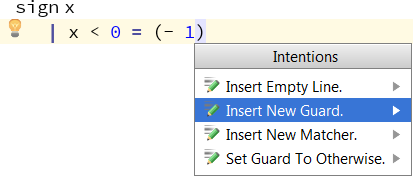 sign x
| x < 0 = (- 1)
Intentions
Insert Empty Line.
Insert New Guard.
Insert New Matcher.
Set Guard To Otherwise.